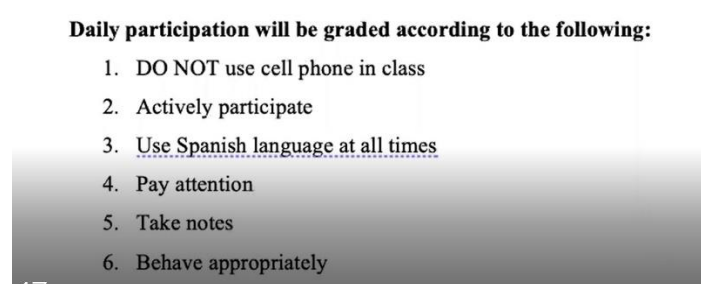 Daily participation will be graded according to the following:
1. DO NOT use cell phone in class
2. Actively participate
3. Use Spanish language at all times
4. Pay attention
5. Take notes
6. Behave appropriately